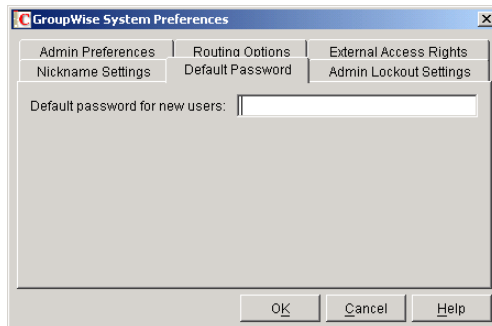 GroupWise System Preferences
Admin Preferences Routing Options External Access Rights
Nickname Settings Default Password Admin Lockout Settings
Default password for new users:
OK Cancel Help